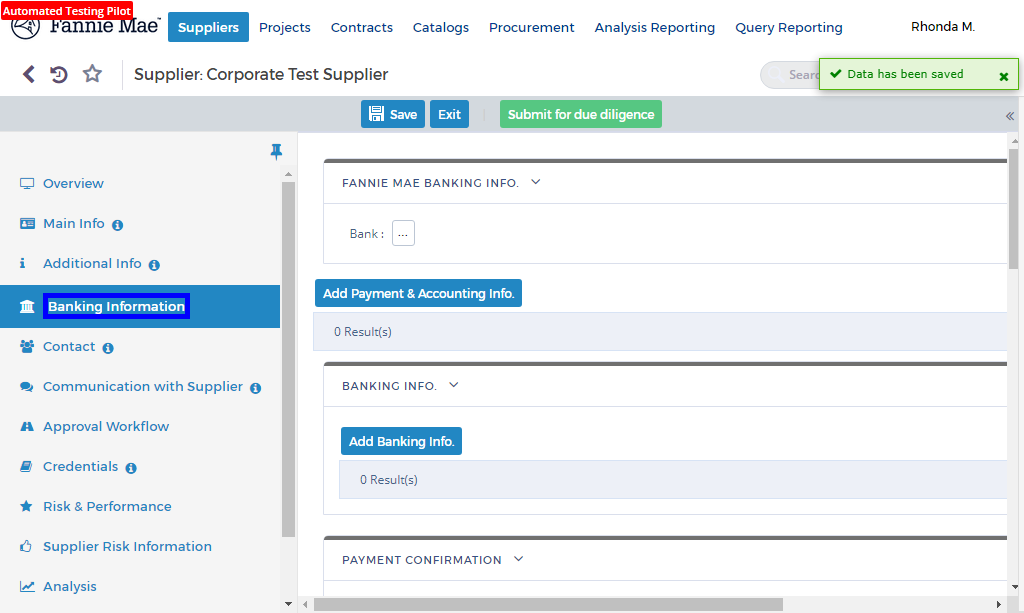 Automated Testing Pilot
Fannie Mae™ Suppliers Projects Contracts Catalogs Procurement Analysis Reporting Query Reporting Rhonda M.
Supplier: Corporate Test Supplier
Sear
Data has been saved
Save Exit Submit for due diligence
Overview
Main Info
Additional Info
Banking Information
Contact
Communication with Supplier
Approval Workflow
Credentials
Risk & Performance
Supplier Risk Information
Analysis
FANNIE MAE BANKING INFO.
Bank : ...
Add Payment & Accounting Info.
0 Result(s)
BANKING INFO.
Add Banking Info.
0 Result(s)
PAYMENT CONFIRMATION